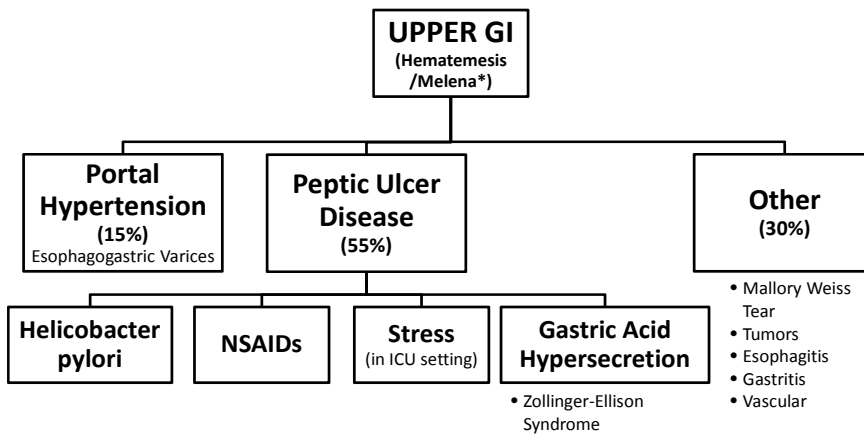 UPPER GI
(Hematemesis
/Melena*)
Portal
Hypertension
(15%)
Esophagogastric Varices
Peptic Ulcer
Disease
(55%)
Other
(30%)
• Mallory Weiss
Tear
• Tumors
• Esophagitis
• Gastritis
• Vascular
Helicobacter
pylori
NSAIDs
Stress
(in ICU setting)
Gastric Acid
Hypersecretion
• Zollinger-Ellison
Syndrome